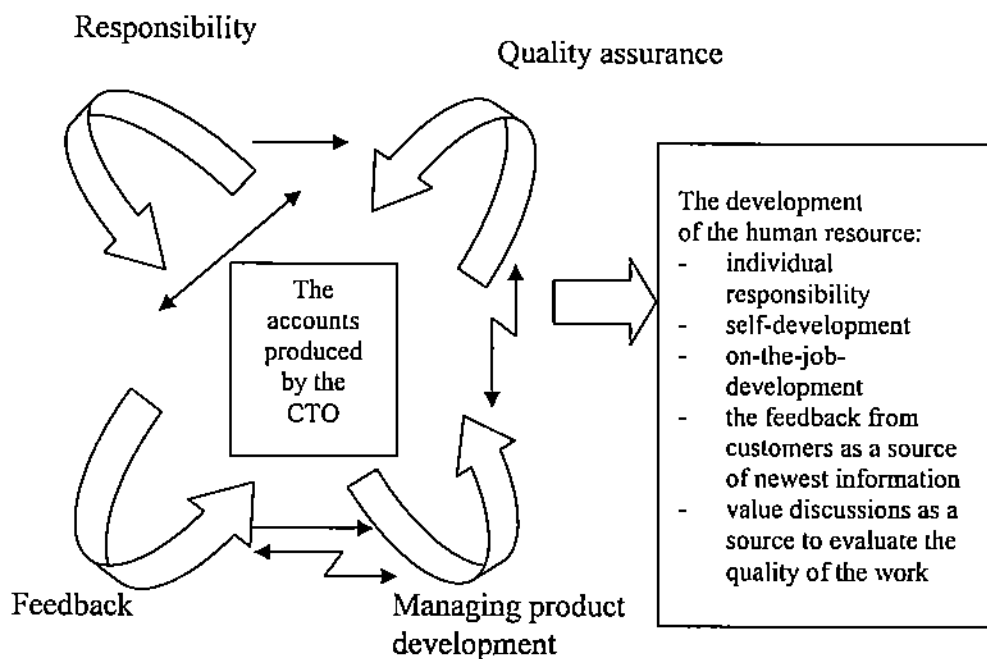 Responsibility
Quality assurance
The
accounts
produced
by the
CTO
Feedback
Managing product
development
The development
of the human resource:
- individual
responsibility
- self-development
- on-the-job-
development
- the feedback from
customers as a source
of newest information
- value discussions as a
source to evaluate the
quality of the work